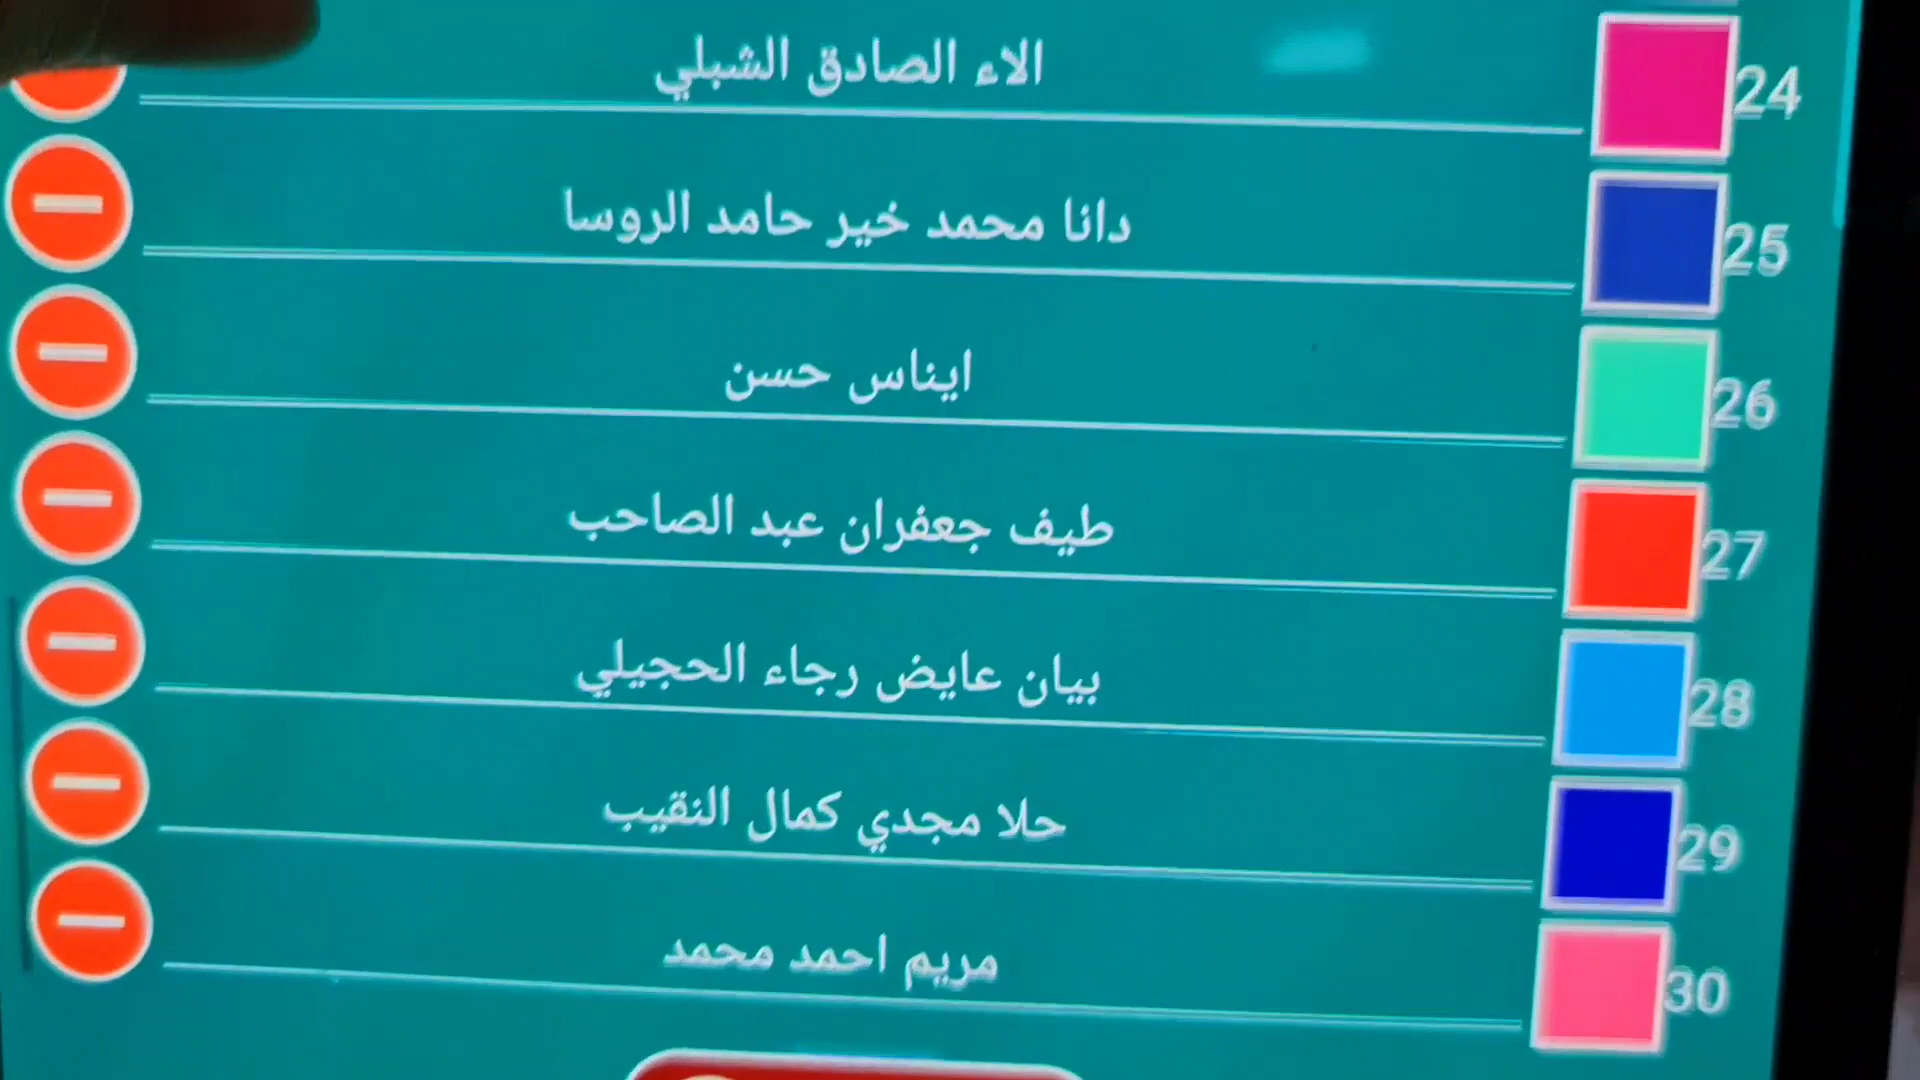 24 الاء الصادق الشبلي
25 دانا محمد خير حامد الروسا
26 ايناس حسن
27 طيف جعفران عبد الصاحب
28 بيان عايض رجاء الحجيلي
29 حلا مجدي كمال النقيب
30 مريم احمد محمد